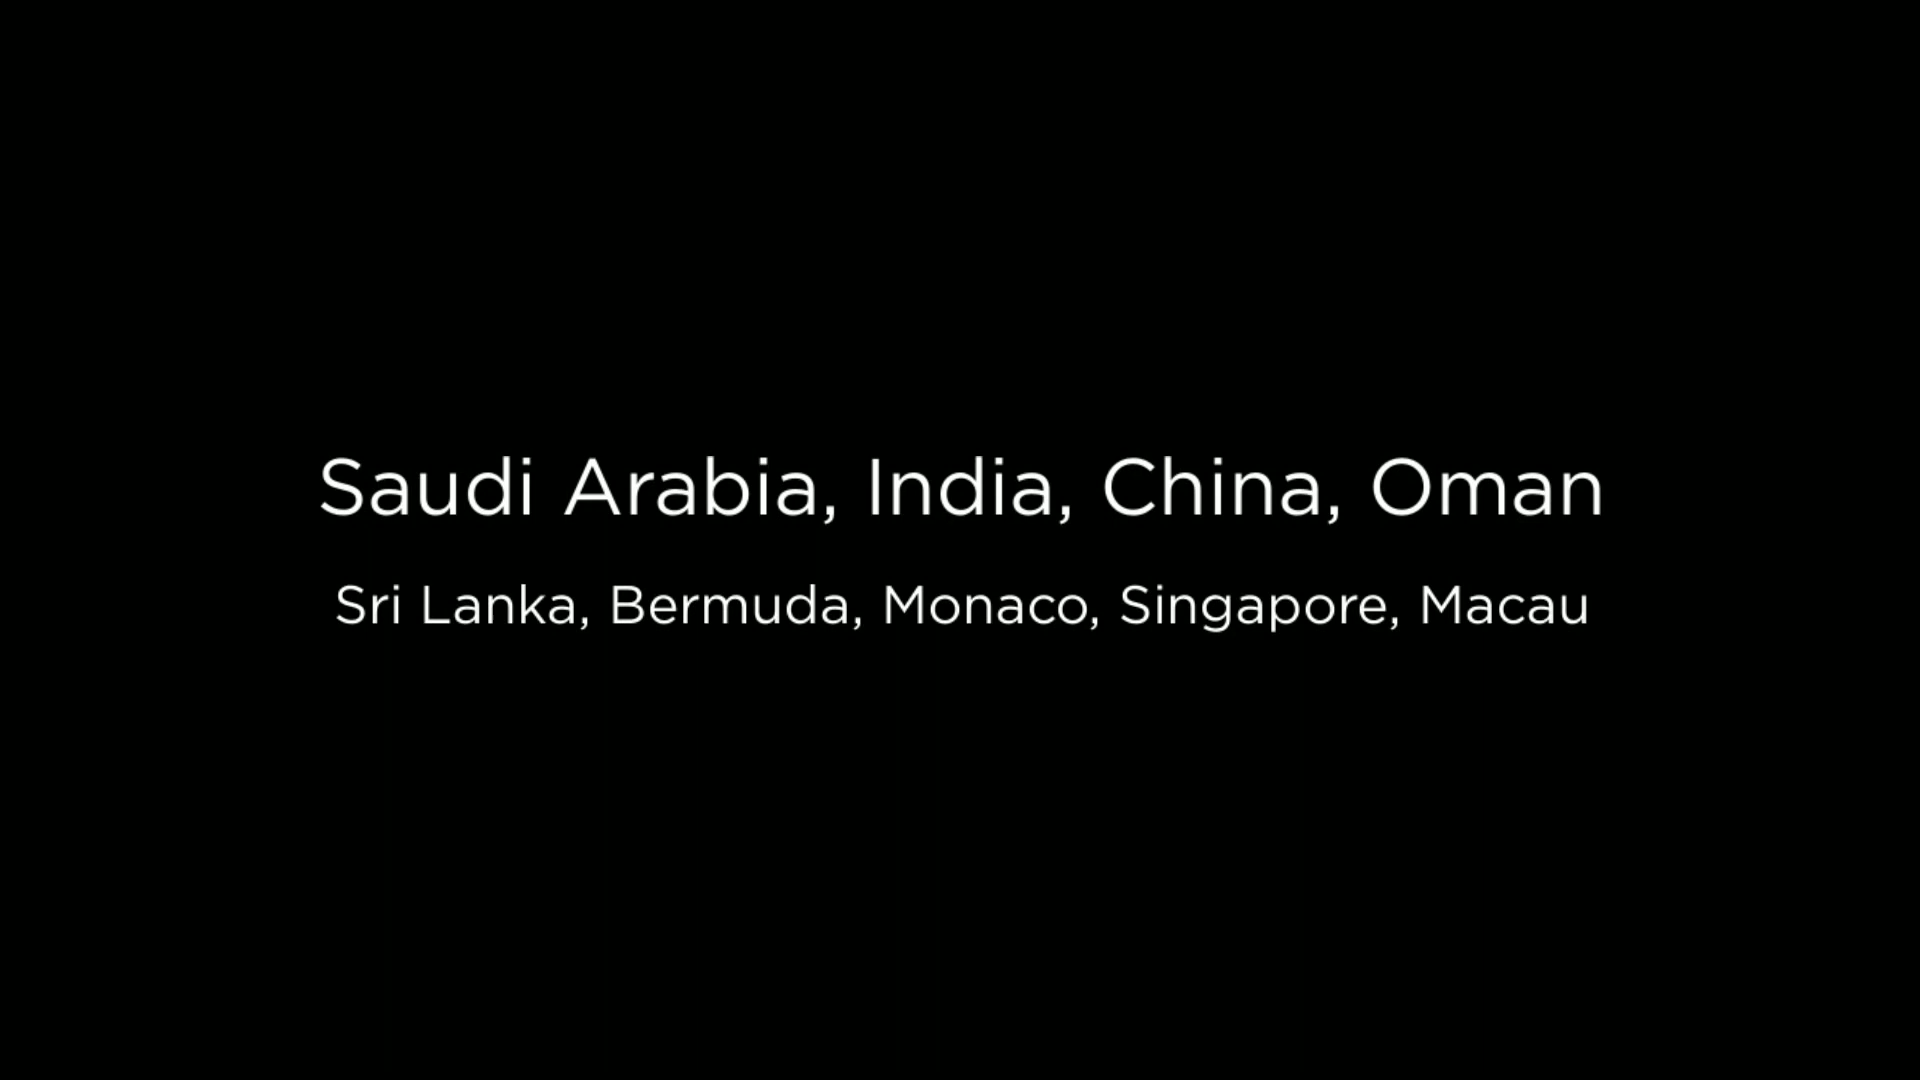 Saudi Arabia, India, China, Oman
Sri Lanka, Bermuda, Monaco, Singapore, Macau